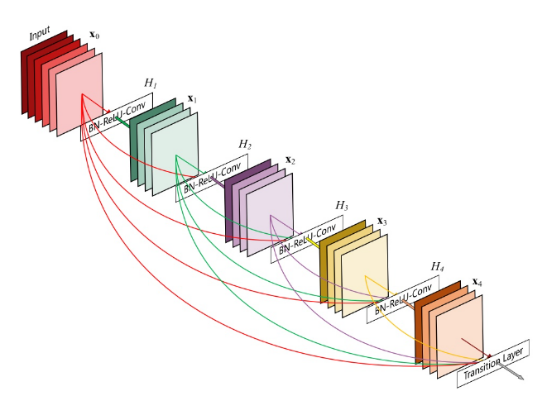 Input
x0
H1
BN-ReLU-Conv
x1
H2
BN-ReLU-Conv
x2
H3
BN-ReLU-Conv
x3
H4
BN-ReLU-Conv
x4
Transition Layer